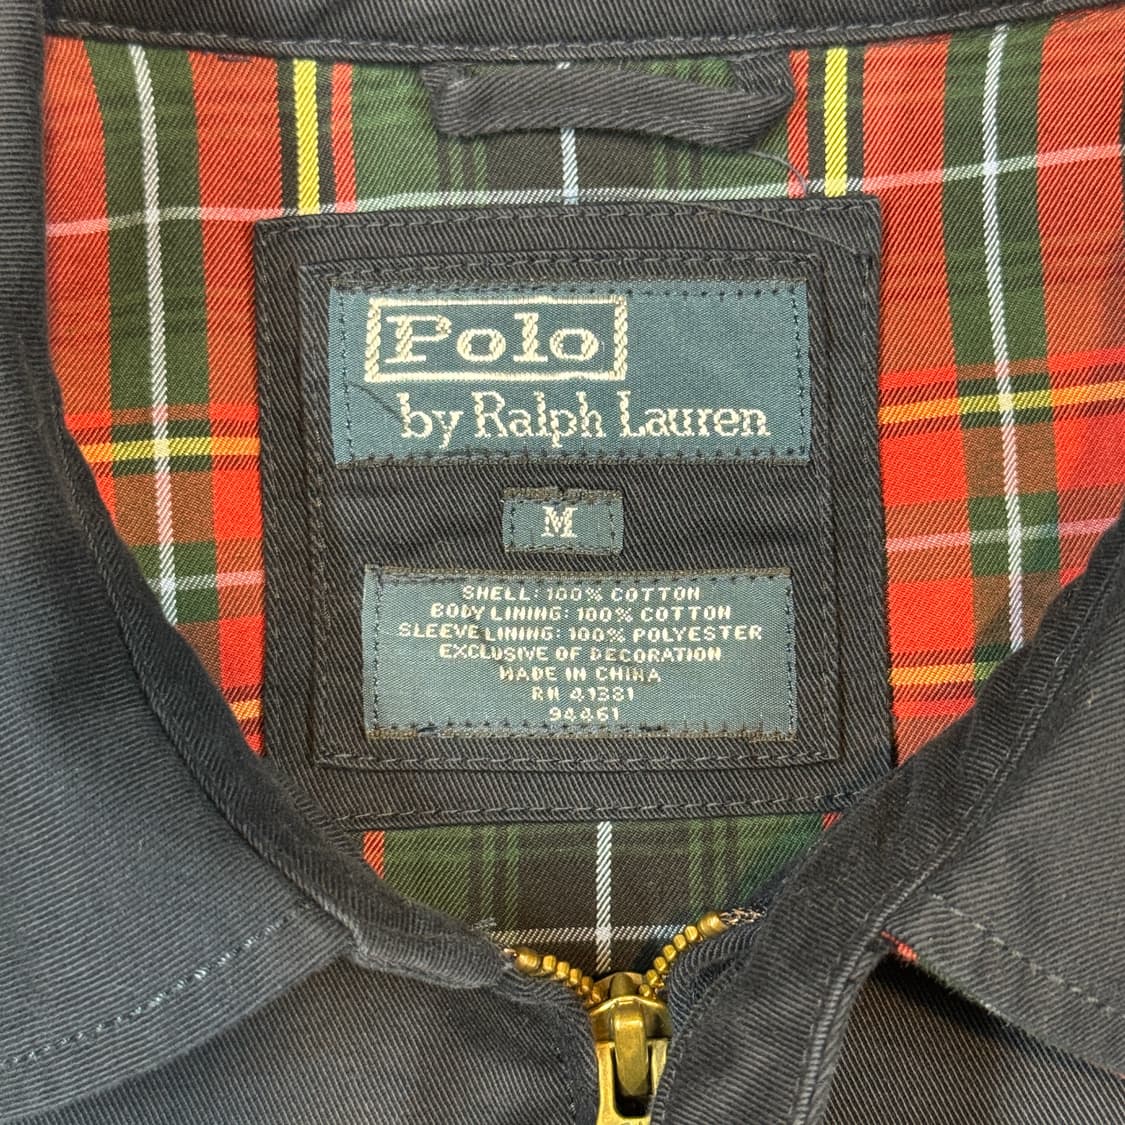 Polo
by Ralph Lauren
M
SHELL: 100% COTTON
BODY LINING: 100% COTTON
SLEEVE LINING: 100% POLYESTER
EXCLUSIVE OF DECORATION
MADE IN CHINA
RN 41381
94461